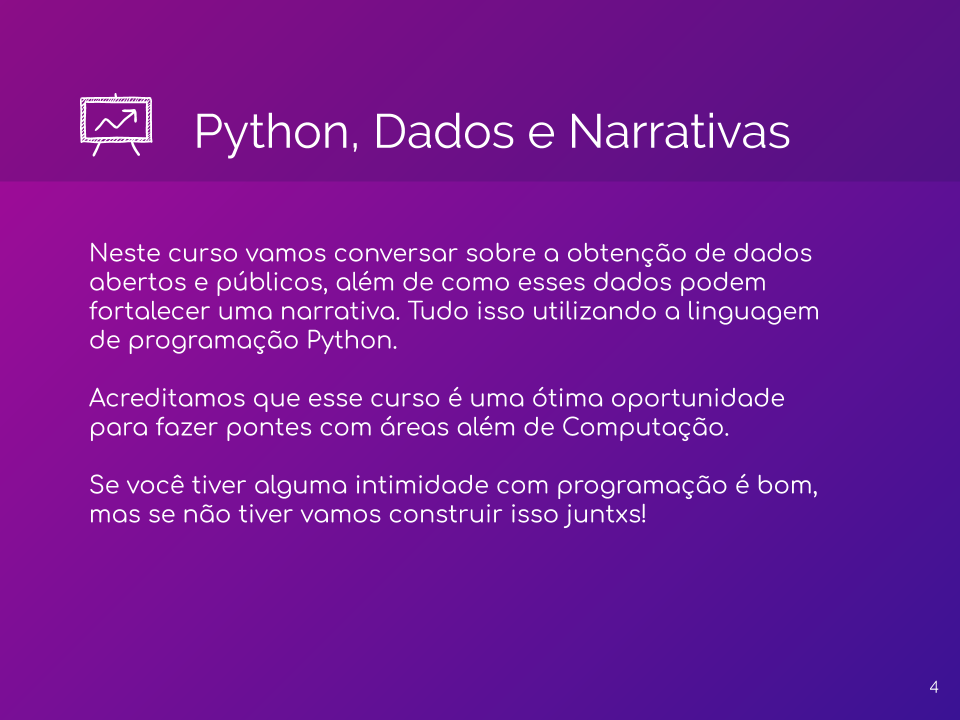 Python, Dados e Narrativas
Neste curso vamos conversar sobre a obtenção de dados
abertos e públicos, além de como esses dados podem
fortalecer uma narrativa. Tudo isso utilizando a linguagem
de programação Python.
Acreditamos que esse curso é uma ótima oportunidade
para fazer pontes com áreas além de Computação.
Se você tiver alguma intimidade com programação é bom,
mas se não tiver vamos construir isso juntxs!
4